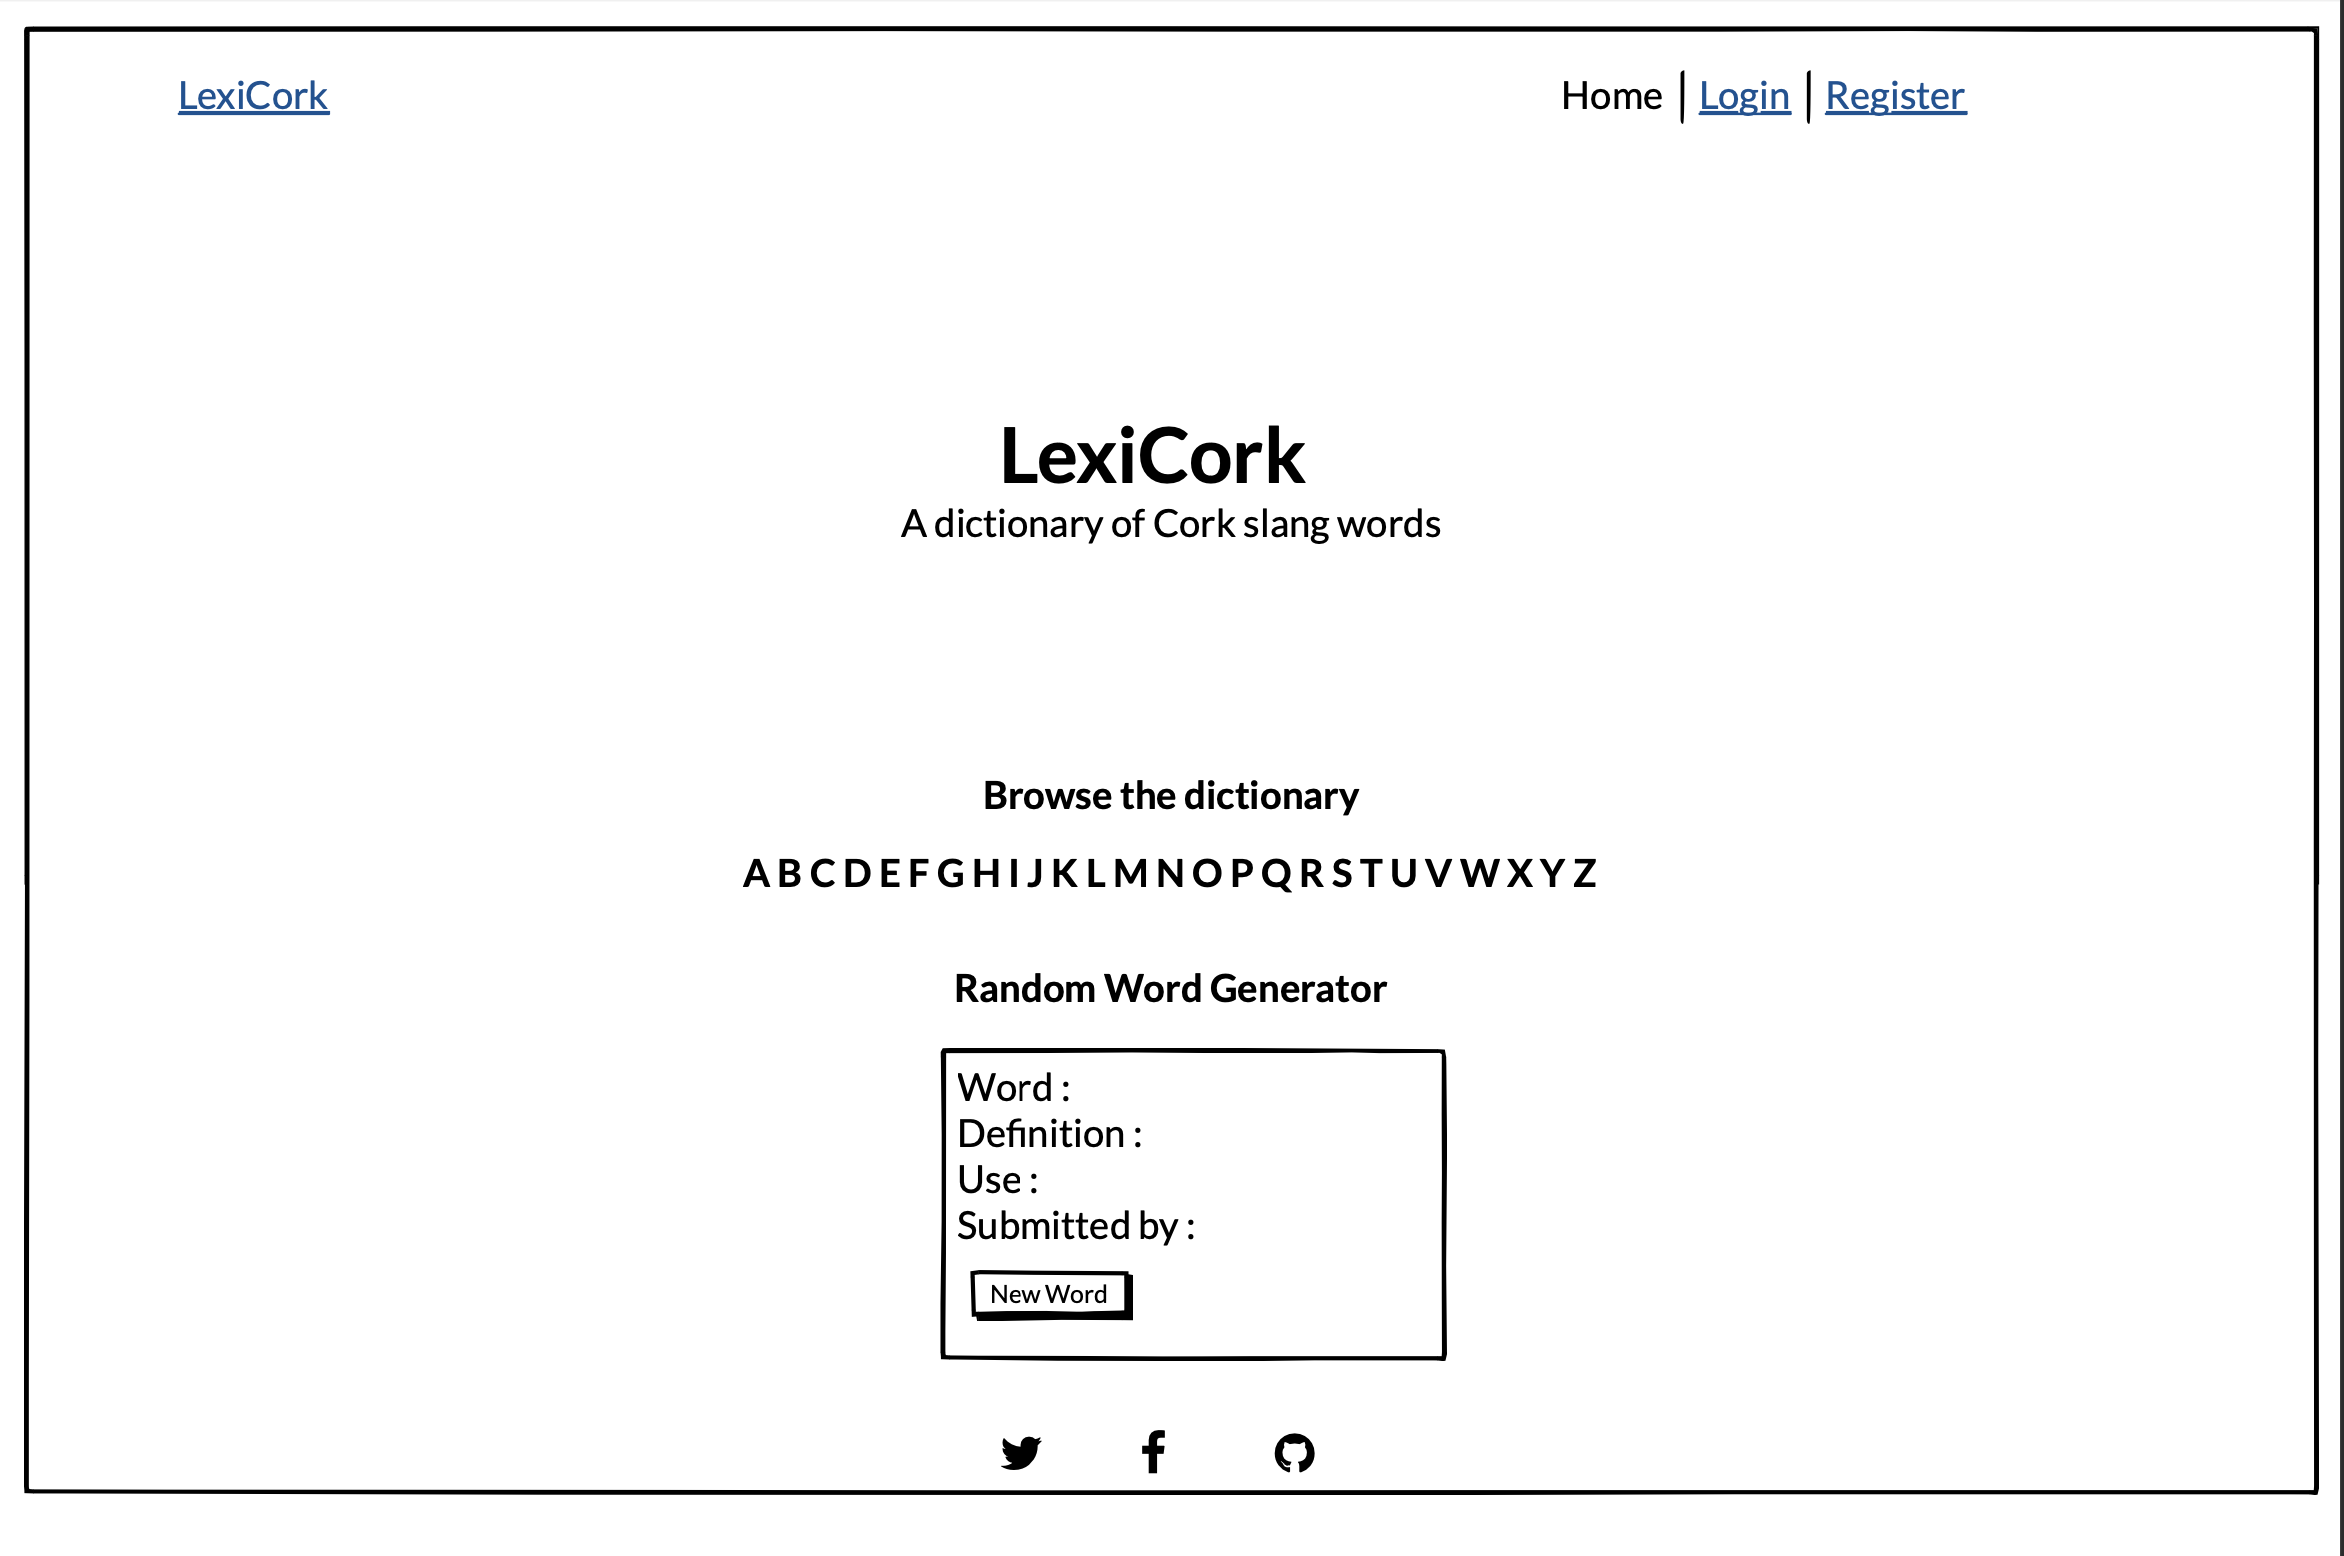 LexiCork
Home | Login | Register
LexiCork
A dictionary of Cork slang words
Browse the dictionary
A B C D E F G H I J K L M N O P Q R S T U V W X Y Z
Random Word Generator
Word :
Definition :
Use :
Submitted by :
New Word